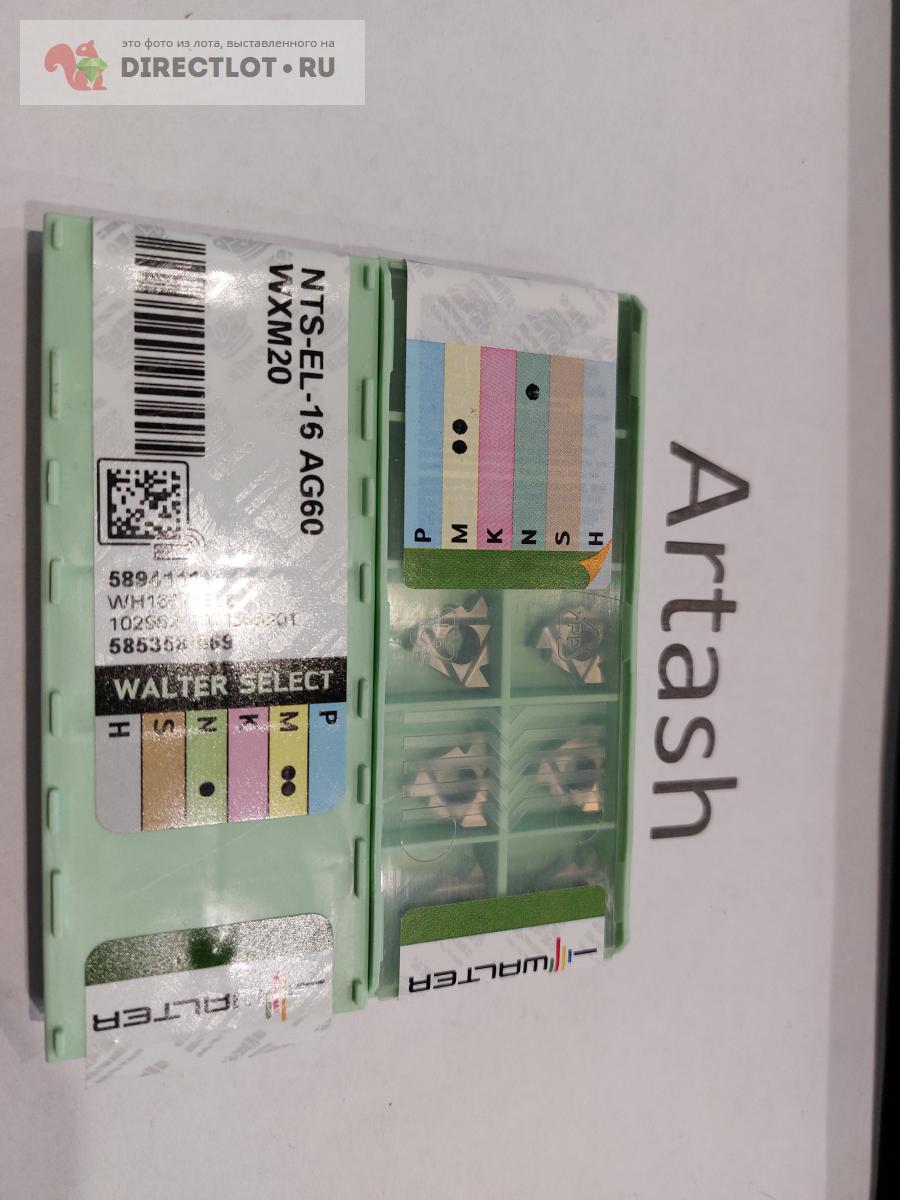 это фото из лота, выставленного на
DIRECTLOT•RU
NTS-EL-16 AG60
WXM20
WALTER SELECT
P
M
K
N
S
H
WALTER
P
M
K
N
S
H
WALTER
Artash